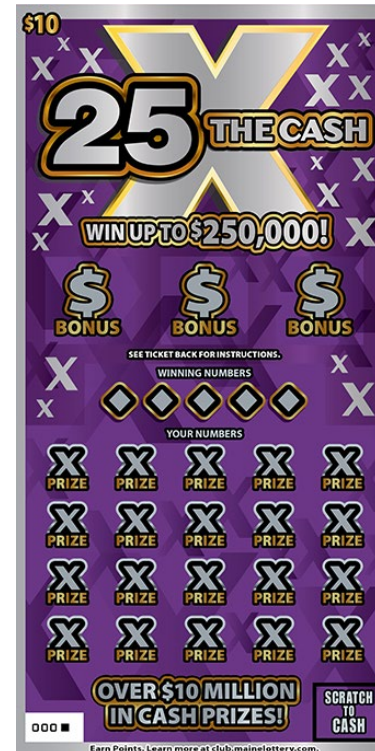 $10
X X X X
25X THE CASH
WIN UP TO $250,000!
$ $ $
BONUS BONUS BONUS
SEE TICKET BACK FOR INSTRUCTIONS.
WINNING NUMBERS
YOUR NUMBERS
X X X X X
PRIZE PRIZE PRIZE PRIZE PRIZE
X X X X X
PRIZE PRIZE PRIZE PRIZE PRIZE
X X X X X
PRIZE PRIZE PRIZE PRIZE PRIZE
X X X X X
PRIZE PRIZE PRIZE PRIZE PRIZE
OVER $10 MILLION
IN CASH PRIZES!
SCRATCH
TO
CASH
000
Earn Points. Learn more at club.mainelottery.com.